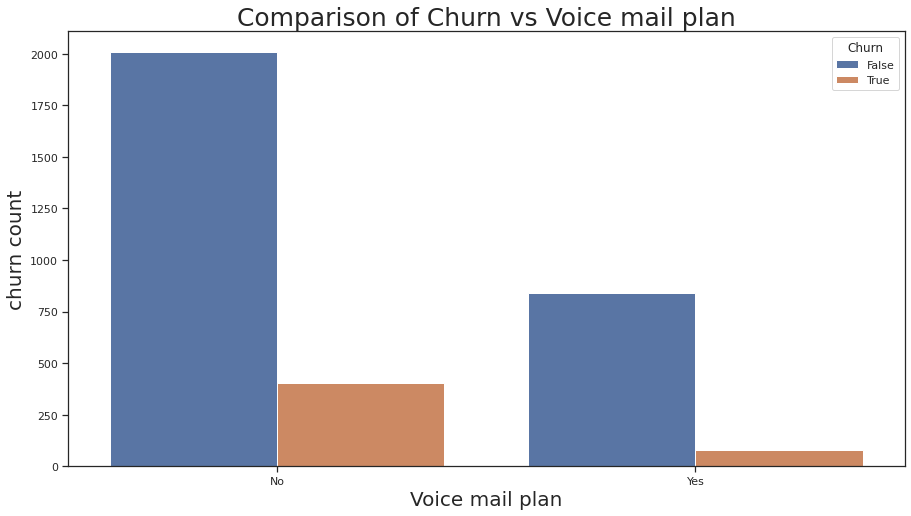 Comparison of Churn vs Voice mail plan
Churn
False
True
churn count
2000
1750
1500
1250
1000
750
500
250
0
No
Yes
Voice mail plan